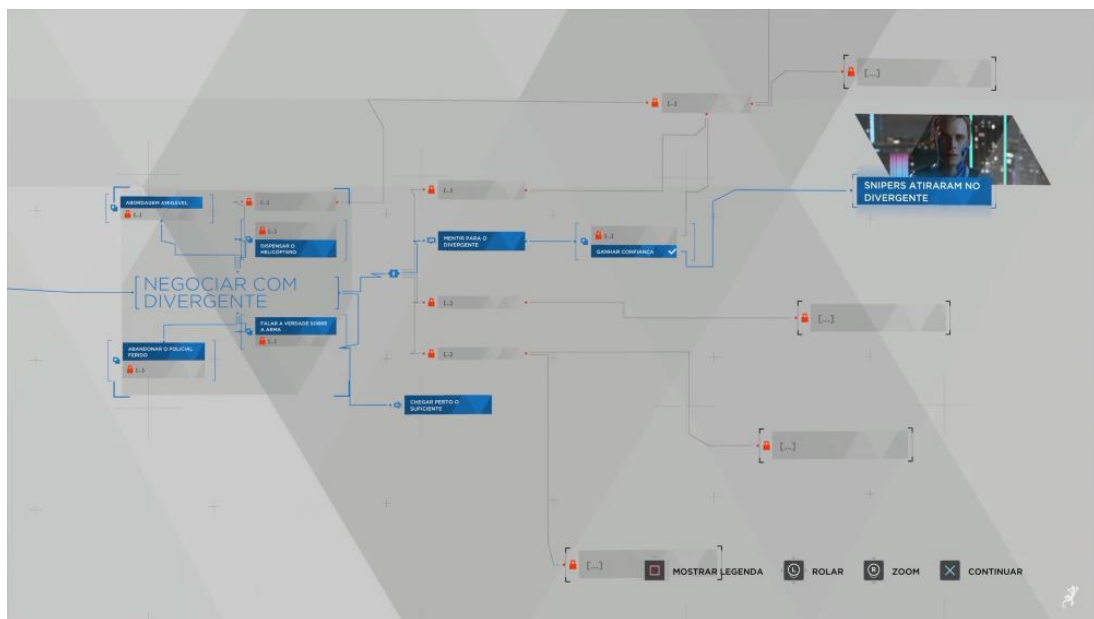 [...]
SNIPERS ATIRARAM NO
DIVERGENTE
[...]
ABORDAGEM AMIGÁVEL
[...]
[...]
[...]
DISPENSAR O
HELICÓPTERO
[...]
MENTIR PARA O
DIVERGENTE
[...]
GANHAR CONFIANÇA
NEGOCIAR COM
DIVERGENTE
[...]
[...]
FALAR A VERDADE SOBRE
A ARMA
[...]
ABANDONAR O POLICIAL
FERIDO
[...]
[...]
CHEGAR PERTO O
SUFICIENTE
[...]
[...]
MOSTRAR LEGENDA
L
ROLAR
R
ZOOM
CONTINUAR